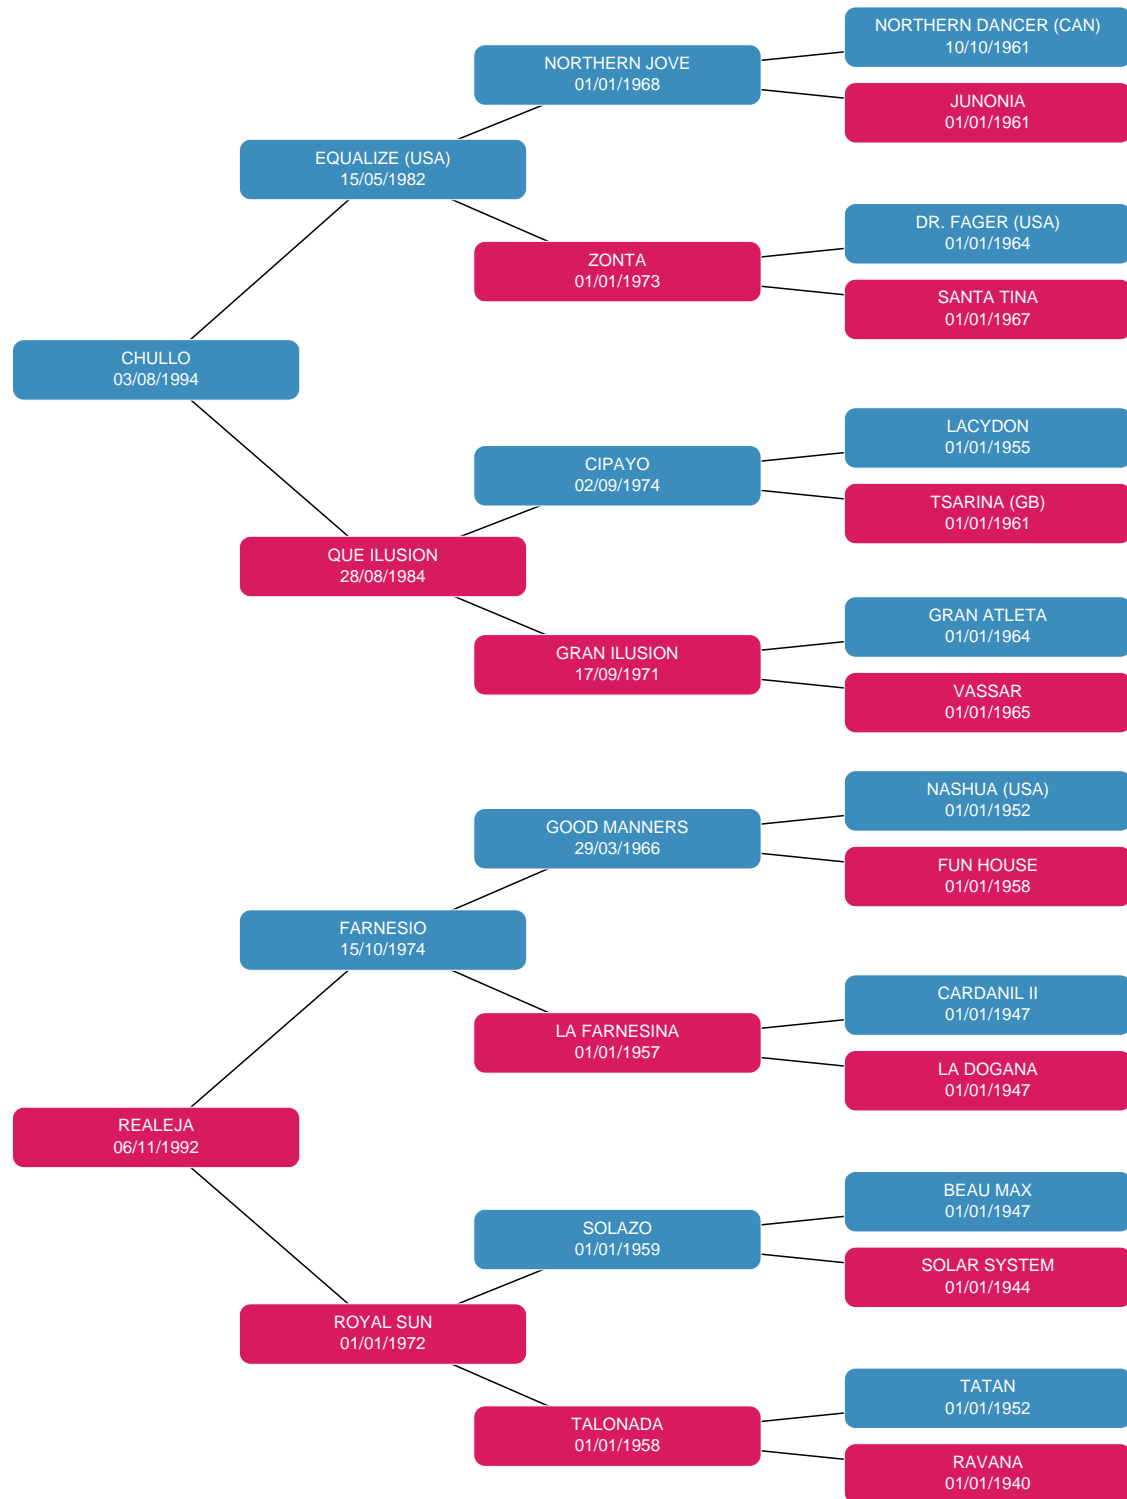 NORTHERN DANCER (CAN)
10/10/1961
NORTHERN JOVE
01/01/1968
JUNONIA
01/01/1961
EQUALIZE (USA)
15/05/1982
DR. FAGER (USA)
01/01/1964
ZONTA
01/01/1973
SANTA TINA
01/01/1967
CHULLO
03/08/1994
LACYDON
01/01/1955
CIPAYO
02/09/1974
TSARINA (GB)
01/01/1961
QUE ILUSION
28/08/1984
GRAN ATLETA
01/01/1964
GRAN ILUSION
17/09/1971
VASSAR
01/01/1965
NASHUA (USA)
01/01/1952
GOOD MANNERS
29/03/1966
FUN HOUSE
01/01/1958
FARNESIO
15/10/1974
CARDANIL II
01/01/1947
LA FARNESINA
01/01/1957
LA DOGANA
01/01/1947
REALEJA
06/11/1992
BEAU MAX
01/01/1947
SOLAZO
01/01/1959
SOLAR SYSTEM
01/01/1944
ROYAL SUN
01/01/1972
TATAN
01/01/1952
TALONADA
01/01/1958
RAVANA
01/01/1940